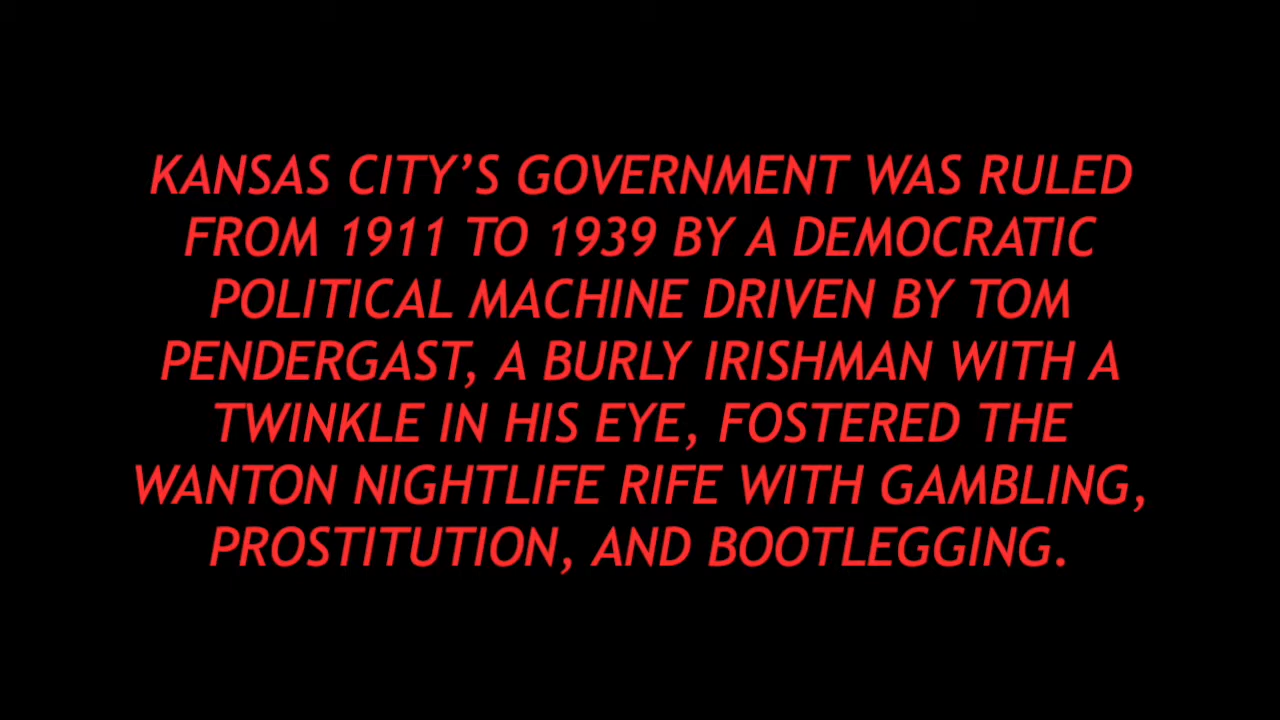 KANSAS CITY’S GOVERNMENT WAS RULED
FROM 1911 TO 1939 BY A DEMOCRATIC
POLITICAL MACHINE DRIVEN BY TOM
PENDERGAST, A BURLY IRISHMAN WITH A
TWINKLE IN HIS EYE, FOSTERED THE
WANTON NIGHTLIFE RIFE WITH GAMBLING,
PROSTITUTION, AND BOOTLEGGING.